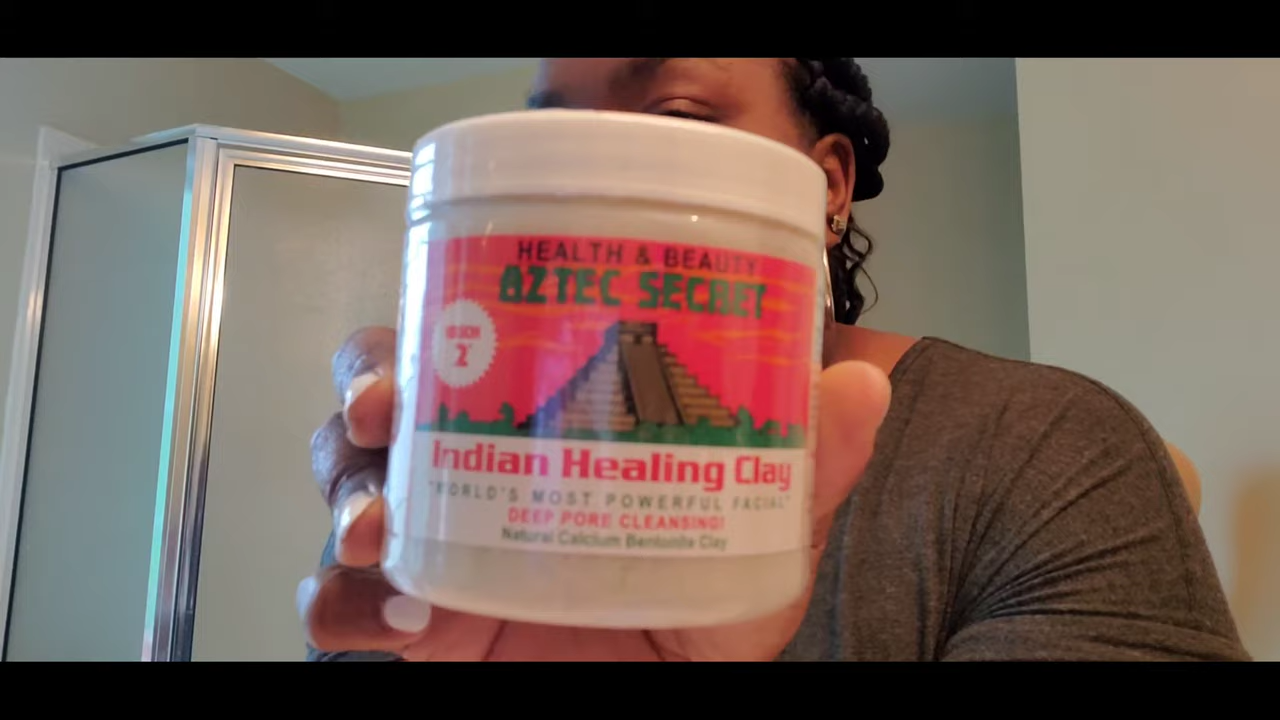 HEALTH & BEAUTY
AZTEC SECRET
2
Indian Healing Clay
"WORLD'S MOST POWERFUL FACIAL"
DEEP PORE CLEANSING!
Natural Calcium Bentonite Clay